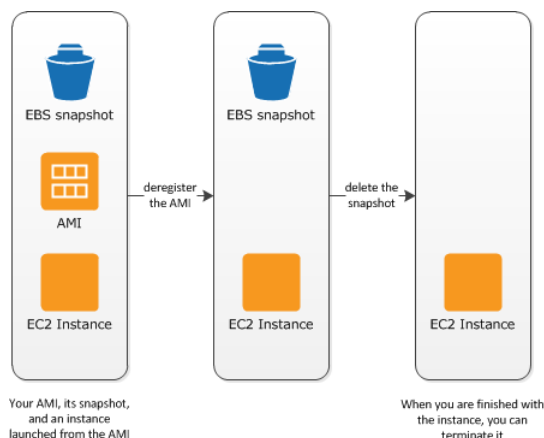 EBS snapshot
AMI
EC2 Instance
Your AMI, its snapshot,
and an instance
launched from the AMI
deregister
the AMI
EBS snapshot
EC2 Instance
delete the
snapshot
EC2 Instance
When you are finished with
the instance, you can
terminate it